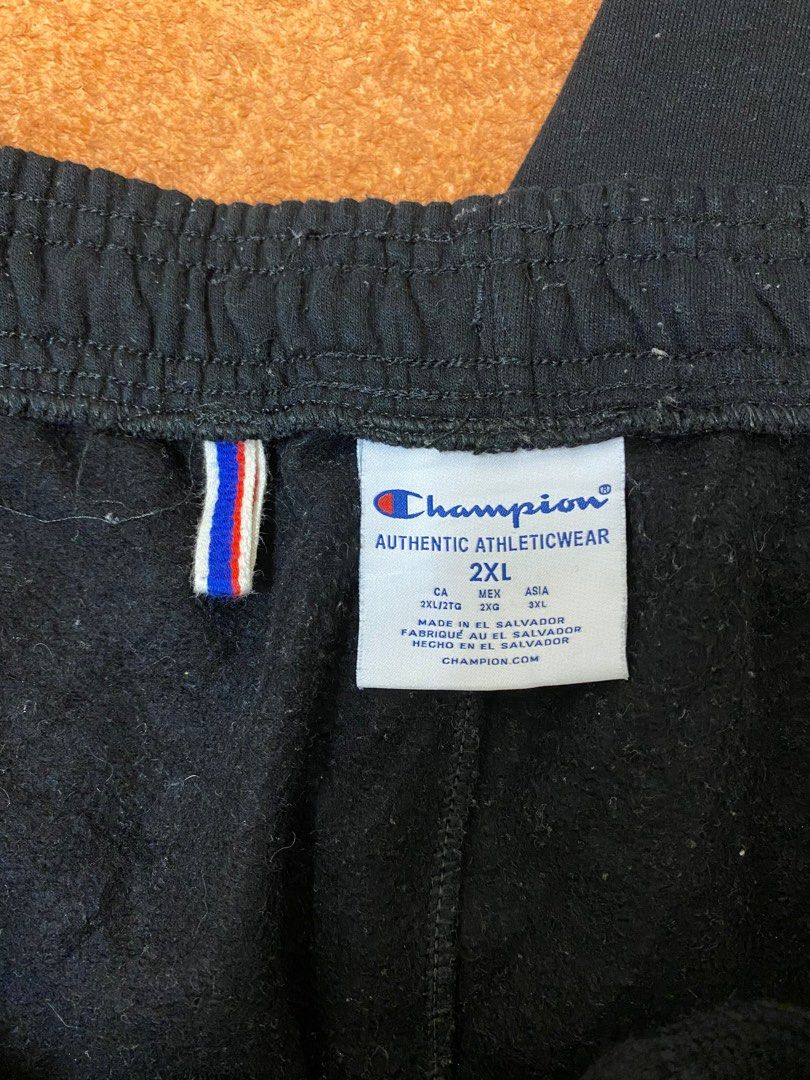 Champion®
AUTHENTIC ATHLETICWEAR
2XL
CA MEX ASIA
2XL/2TG 2XG 3XL
MADE IN EL SALVADOR
FABRIQUÉ AU EL SALVADOR
HECHO EN EL SALVADOR
CHAMPION.COM